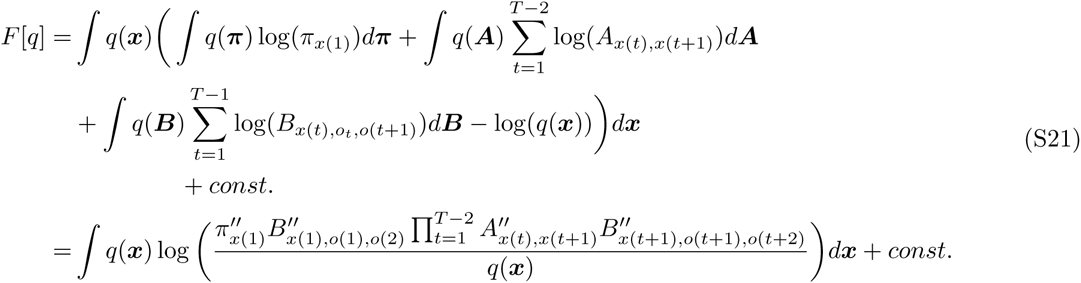 F[q] = ∫ q(𝒙)( ∫ q(𝝅) log(π_{x(1)})d𝝅 + ∫ q(𝑨) ∑_{t=1}^{T−2} log(A_{x(t),x(t+1)})d𝑨
+ ∫ q(𝑩) ∑_{t=1}^{T−1} log(B_{x(t),o_t,o(t+1)})d𝑩 − log(q(𝒙)) )d𝒙
(S21)
+ const.
= ∫ q(𝒙) log ( \frac{π''_{x(1)} B''_{x(1),o(1),o(2)} ∏_{t=1}^{T−2} A''_{x(t),x(t+1)} B''_{x(t+1),o(t+1),o(t+2)}}{q(𝒙)} ) d𝒙 + const.